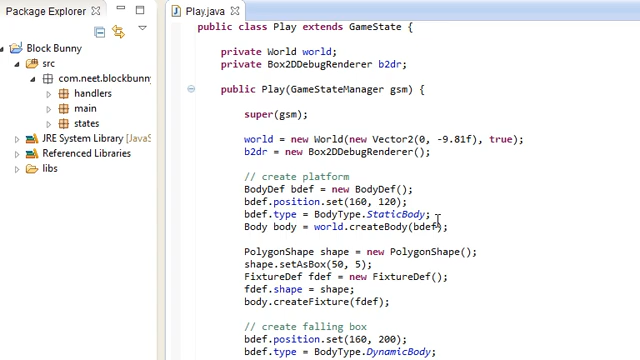 Package Explorer
Block Bunny
src
com.neet.blockbunny
handlers
main
states
JRE System Library [JavaS
Referenced Libraries
libs
Play.java
public class Play extends GameState {
private World world;
private Box2DDebugRenderer b2dr;
public Play(GameStateManager gsm) {
super(gsm);
world = new World(new Vector2(0, -9.81f), true);
b2dr = new Box2DDebugRenderer();
// create platform
BodyDef bdef = new BodyDef();
bdef.position.set(160, 120);
bdef.type = BodyType.StaticBody;
Body body = world.createBody(bdef);
PolygonShape shape = new PolygonShape();
shape.setAsBox(50, 5);
FixtureDef fdef = new FixtureDef();
fdef.shape = shape;
body.createFixture(fdef);
// create falling box
bdef.position.set(160, 200);
bdef.type = BodyType.DynamicBody;